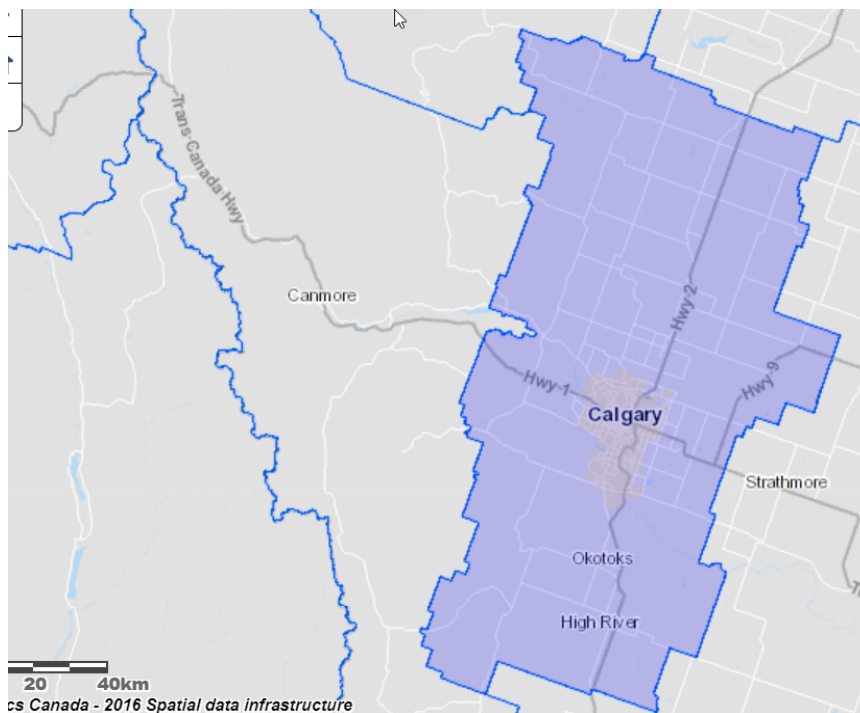 Trans-Canada Hwy
Canmore
Hwy-2
Hwy-1
Hwy-9
Calgary
Strathmore
Okotoks
High River
20 40km
cs Canada - 2016 Spatial data infrastructure